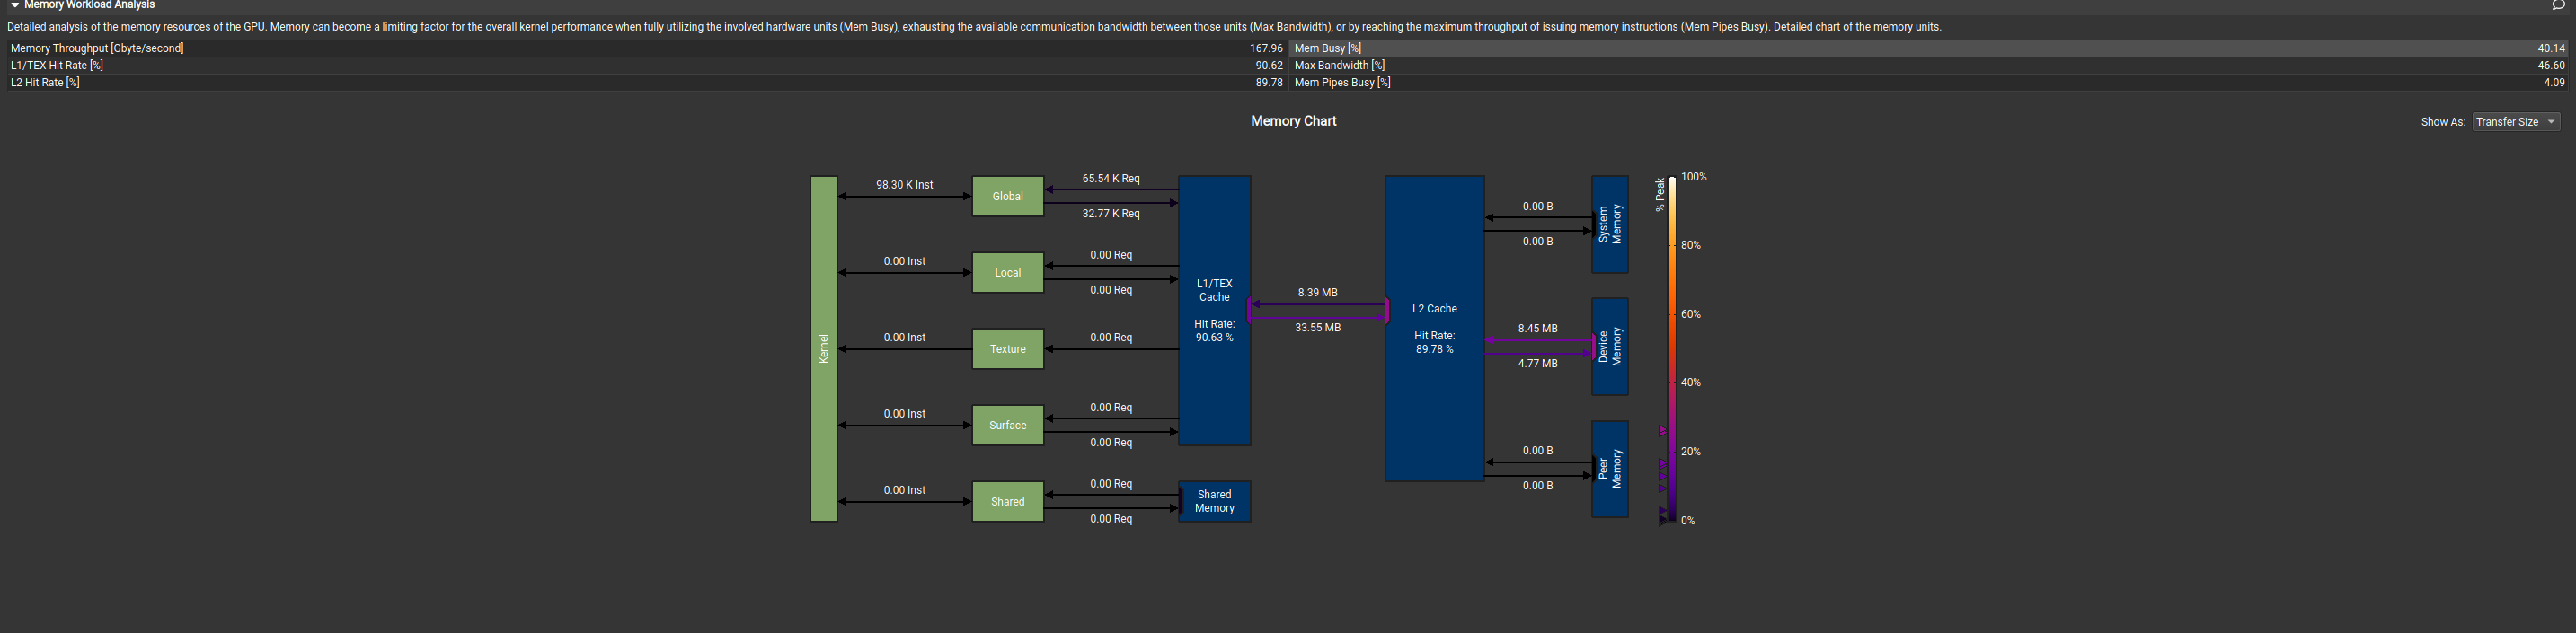 Memory Workload Analysis
Detailed analysis of the memory resources of the GPU. Memory can become a limiting factor for the overall kernel performance when fully utilizing the involved hardware units (Mem Busy), exhausting the available communication bandwidth between those units (Max Bandwidth), or by reaching the maximum throughput of issuing memory instructions (Mem Pipes Busy). Detailed chart of the memory units.
Memory Throughput [Gbyte/second] 167.96 Mem Busy [%] 40.14
L1/TEX Hit Rate [%] 90.62 Max Bandwidth [%] 46.60
L2 Hit Rate [%] 89.78 Mem Pipes Busy [%] 4.09
Memory Chart
Show As: Transfer Size
Kernel
98.30 K Inst
0.00 Inst
0.00 Inst
0.00 Inst
0.00 Inst
Global
Local
Texture
Surface
Shared
65.54 K Req
32.77 K Req
0.00 Req
0.00 Req
0.00 Req
0.00 Req
0.00 Req
0.00 Req
0.00 Req
L1/TEX
Cache
Hit Rate:
90.63 %
Shared
Memory
8.39 MB
33.55 MB
L2 Cache
Hit Rate:
89.78 %
0.00 B
0.00 B
8.45 MB
4.77 MB
0.00 B
0.00 B
System
Memory
Device
Memory
Peer
Memory
% Peak
100%
80%
60%
40%
20%
0%